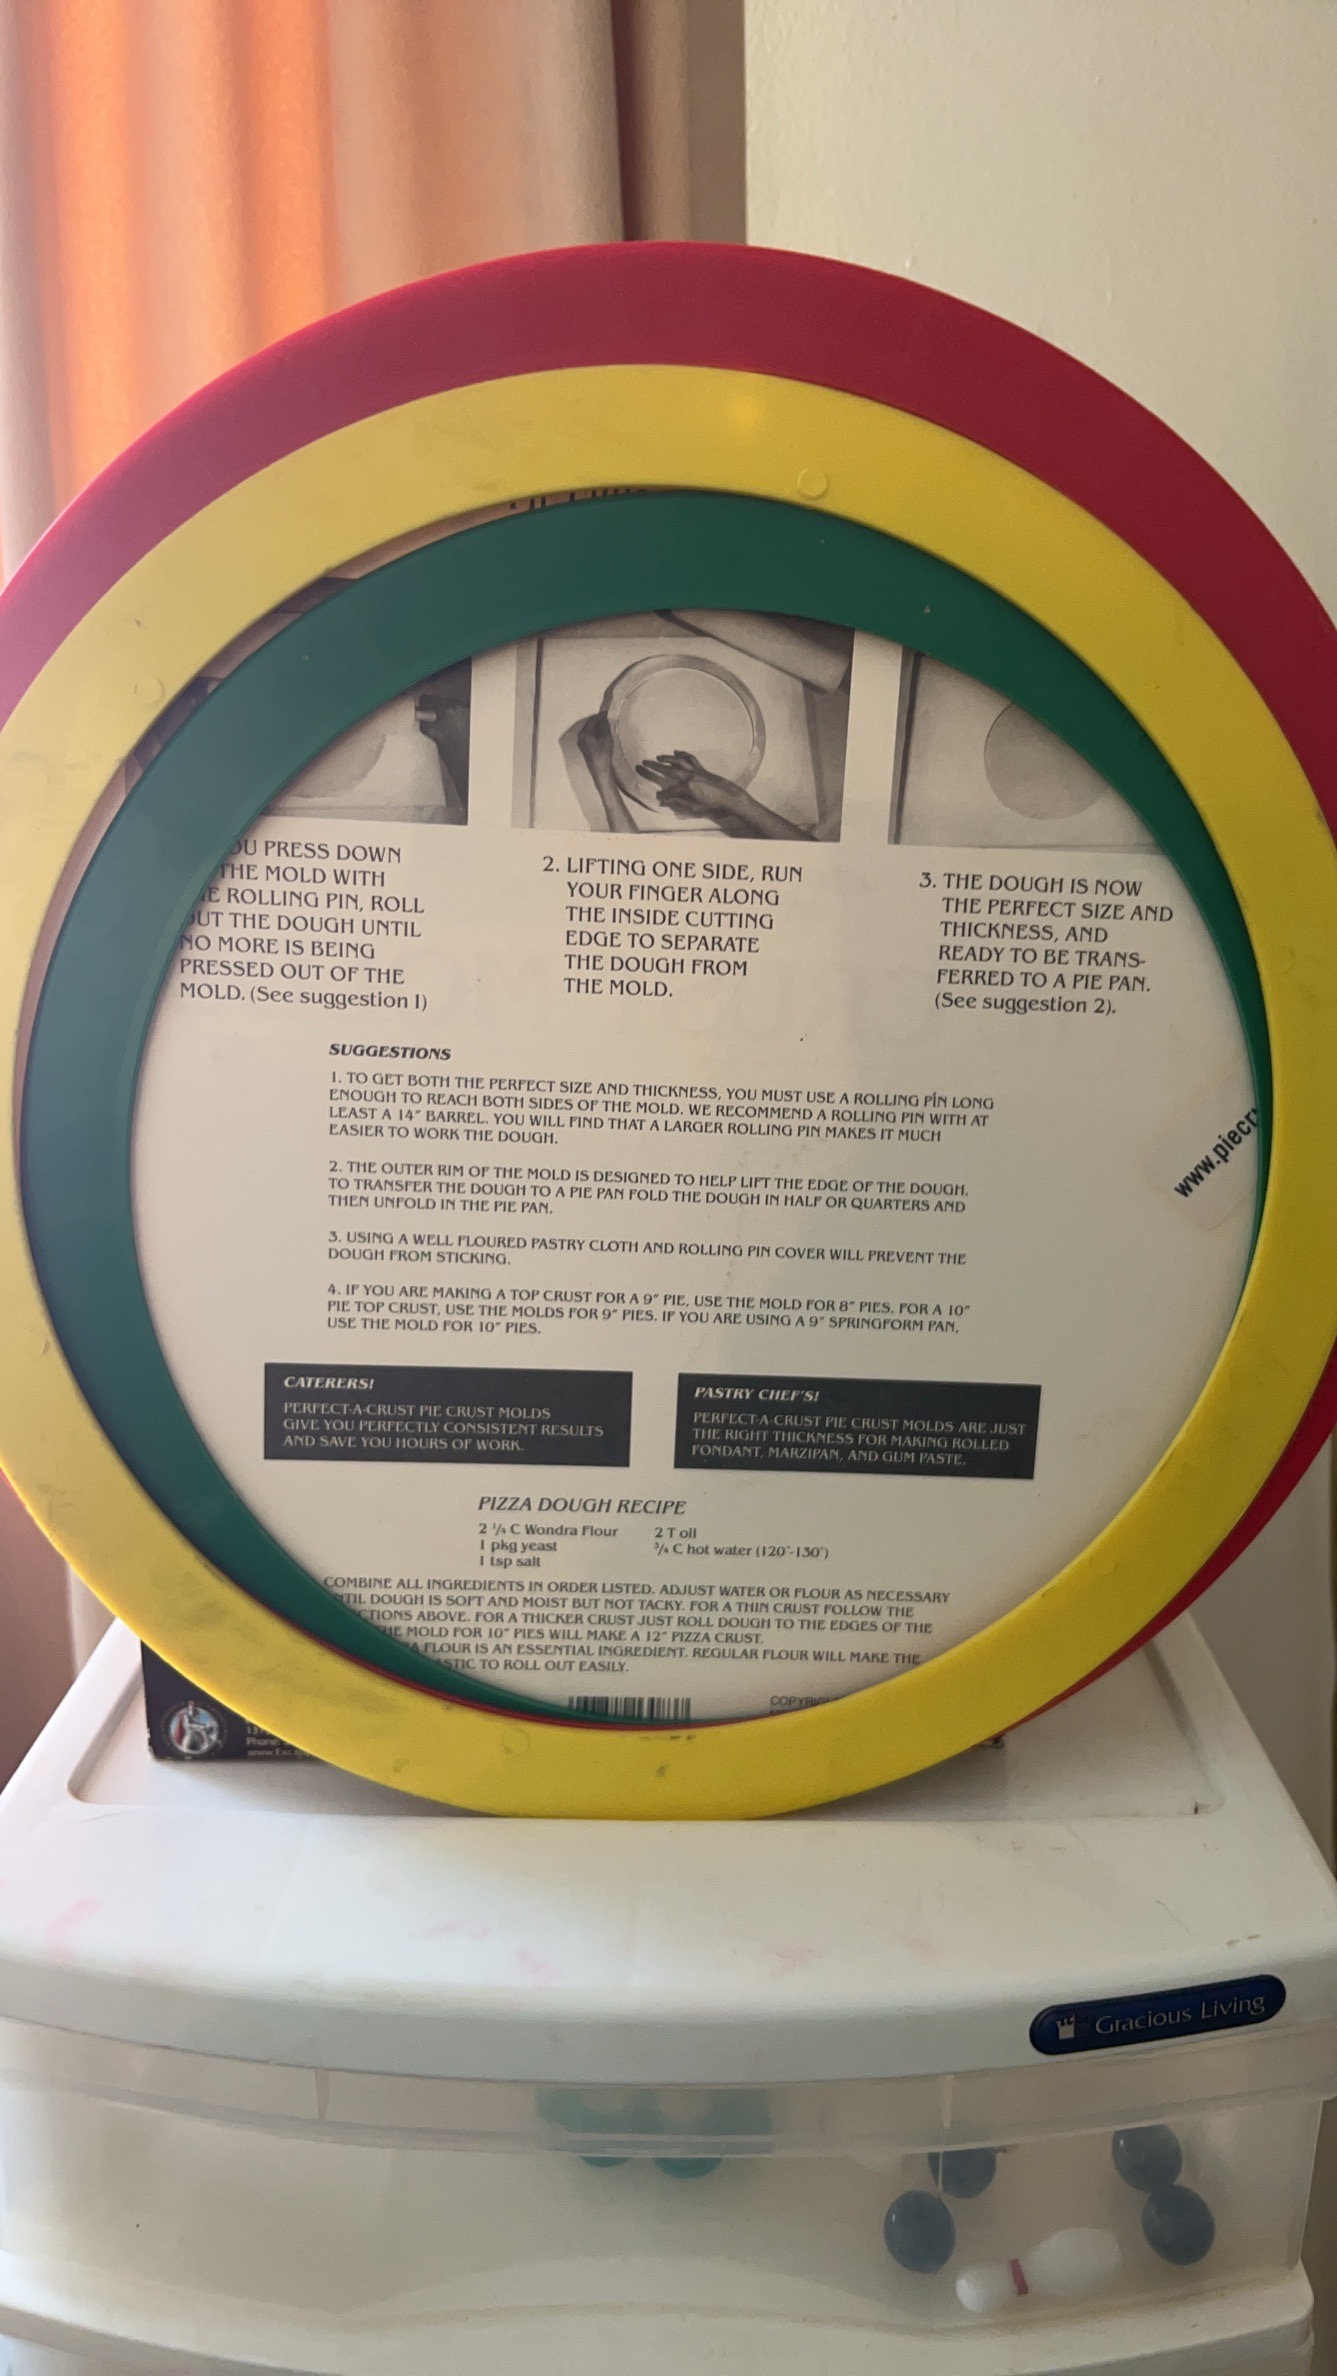 PRESS DOWN
THE MOLD WITH
ROLLING PIN, ROLL
THE DOUGH UNTIL
NO MORE IS BEING
PRESSED OUT OF THE
MOLD. (See suggestion 1)
2. LIFTING ONE SIDE, RUN
YOUR FINGER ALONG
THE INSIDE CUTTING
EDGE TO SEPARATE
THE DOUGH FROM
THE MOLD.
3. THE DOUGH IS NOW
THE PERFECT SIZE AND
THICKNESS, AND
READY TO BE TRANS-
FERRED TO A PIE PAN.
(See suggestion 2).
SUGGESTIONS
1. TO GET BOTH THE PERFECT SIZE AND THICKNESS, YOU MUST USE A ROLLING PIN LONG
ENOUGH TO REACH BOTH SIDES OF THE MOLD. WE RECOMMEND A ROLLING PIN WITH AT
LEAST A 14" BARREL. YOU WILL FIND THAT A LARGER ROLLING PIN MAKES IT MUCH
EASIER TO WORK THE DOUGH.
2. THE OUTER RIM OF THE MOLD IS DESIGNED TO HELP LIFT THE EDGE OF THE DOUGH.
TO TRANSFER THE DOUGH TO A PIE PAN FOLD THE DOUGH IN HALF OR QUARTERS AND
THEN UNFOLD IN THE PIE PAN.
3. USING A WELL FLOURED PASTRY CLOTH AND ROLLING PIN COVER WILL PREVENT THE
DOUGH FROM STICKING.
4. IF YOU ARE MAKING A TOP CRUST FOR A 9" PIE, USE THE MOLD FOR 8" PIES. FOR A 10"
PIE TOP CRUST, USE THE MOLDS FOR 9" PIES. IF YOU ARE USING A 9" SPRINGFORM PAN,
USE THE MOLD FOR 10" PIES.
www.piecr
CATERERS!
PERFECT-A-CRUST PIE CRUST MOLDS
GIVE YOU PERFECTLY CONSISTENT RESULTS
AND SAVE YOU HOURS OF WORK.
PASTRY CHEF'S!
PERFECT-A-CRUST PIE CRUST MOLDS ARE JUST
THE RIGHT THICKNESS FOR MAKING ROLLED
FONDANT, MARZIPAN, AND GUM PASTE.
PIZZA DOUGH RECIPE
2 ¼ C Wondra Flour
1 pkg yeast
1 tsp salt
2 T oil
¾ C hot water (120°-130°)
COMBINE ALL INGREDIENTS IN ORDER LISTED. ADJUST WATER OR FLOUR AS NECESSARY
TIL DOUGH IS SOFT AND MOIST BUT NOT TACKY. FOR A THIN CRUST FOLLOW THE
CTIONS ABOVE. FOR A THICKER CRUST JUST ROLL DOUGH TO THE EDGES OF THE
HE MOLD FOR 10" PIES WILL MAKE A 12" PIZZA CRUST.
A FLOUR IS AN ESSENTIAL INGREDIENT. REGULAR FLOUR WILL MAKE THE
ASTIC TO ROLL OUT EASILY.
Phone
Gracious Living